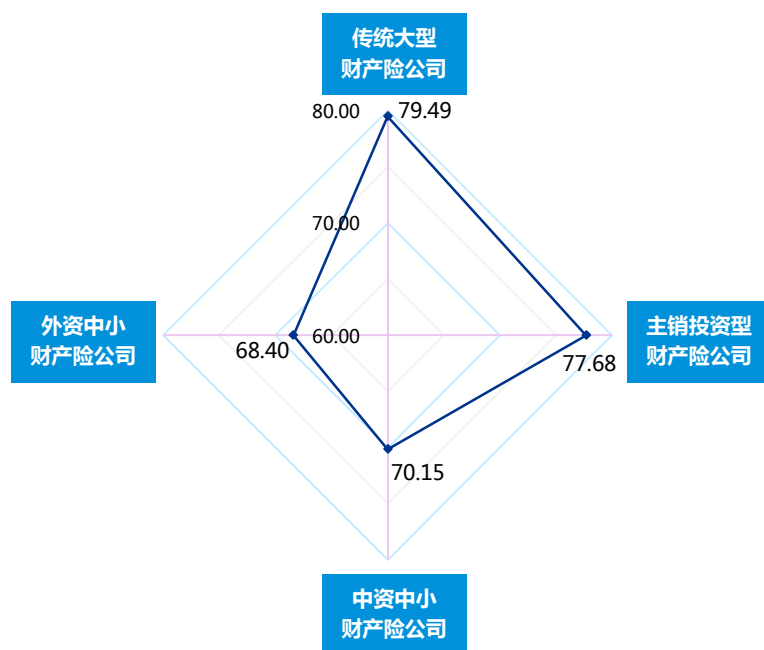 传统大型
财产险公司
80.00
79.49
70.00
外资中小
财产险公司
68.40
60.00
主销投资型
财产险公司
77.68
70.15
中资中小
财产险公司